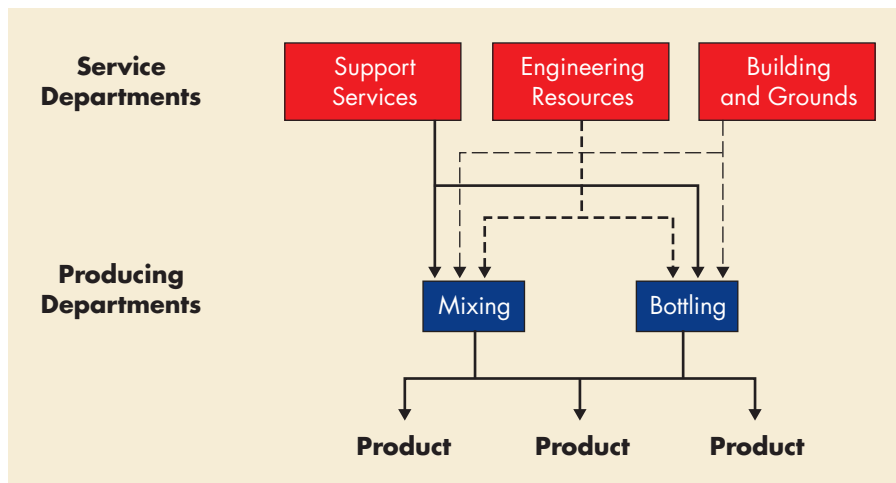 Service
Departments
Support
Services
Engineering
Resources
Building
and Grounds
Producing
Departments
Mixing
Bottling
Product
Product
Product